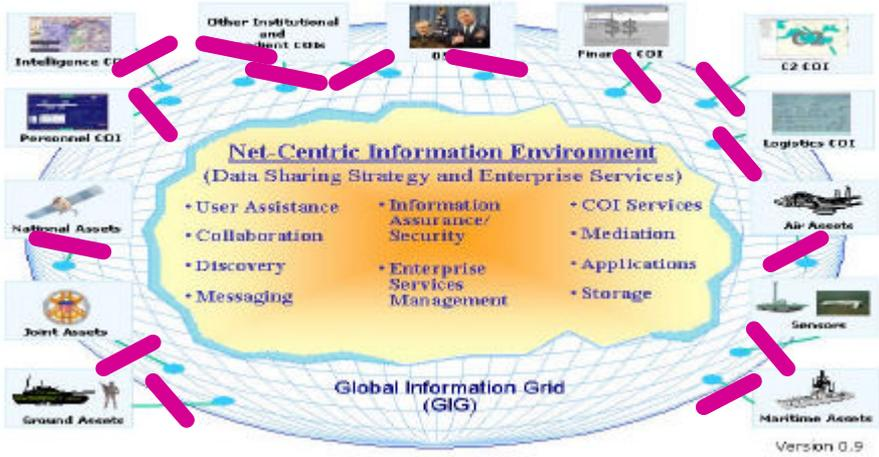 Other Institutional
and
COIs
Intelligence
Finance COI
C2 COI
Personnel COI
Logistics COI
Net-Centric Information Environment
(Data Sharing Strategy and Enterprise Services)
• User Assistance
• Collaboration
• Discovery
• Messaging
• Information
Assurance/
Security
• Enterprise
Services
Management
• COI Services
• Mediation
• Applications
• Storage
National Assets
Air Assets
Joint Assets
Sensors
Ground Assets
Maritime Assets
Global Information Grid
(GIG)
Version 0.9